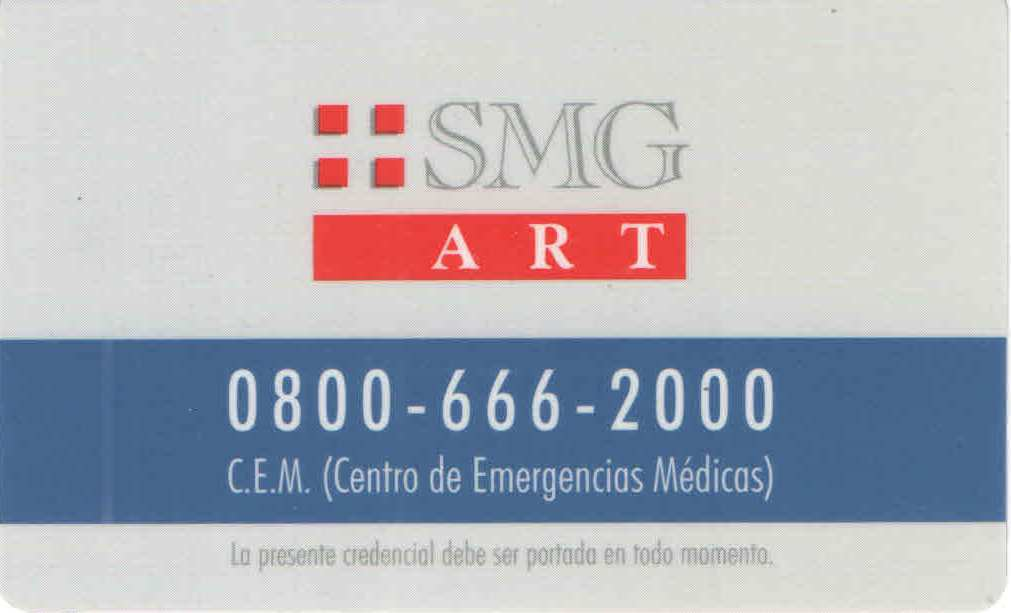 SMG
ART
0800-666-2000
C.E.M. (Centro de Emergencias Médicas)
La presente credencial debe ser portada en todo momento.